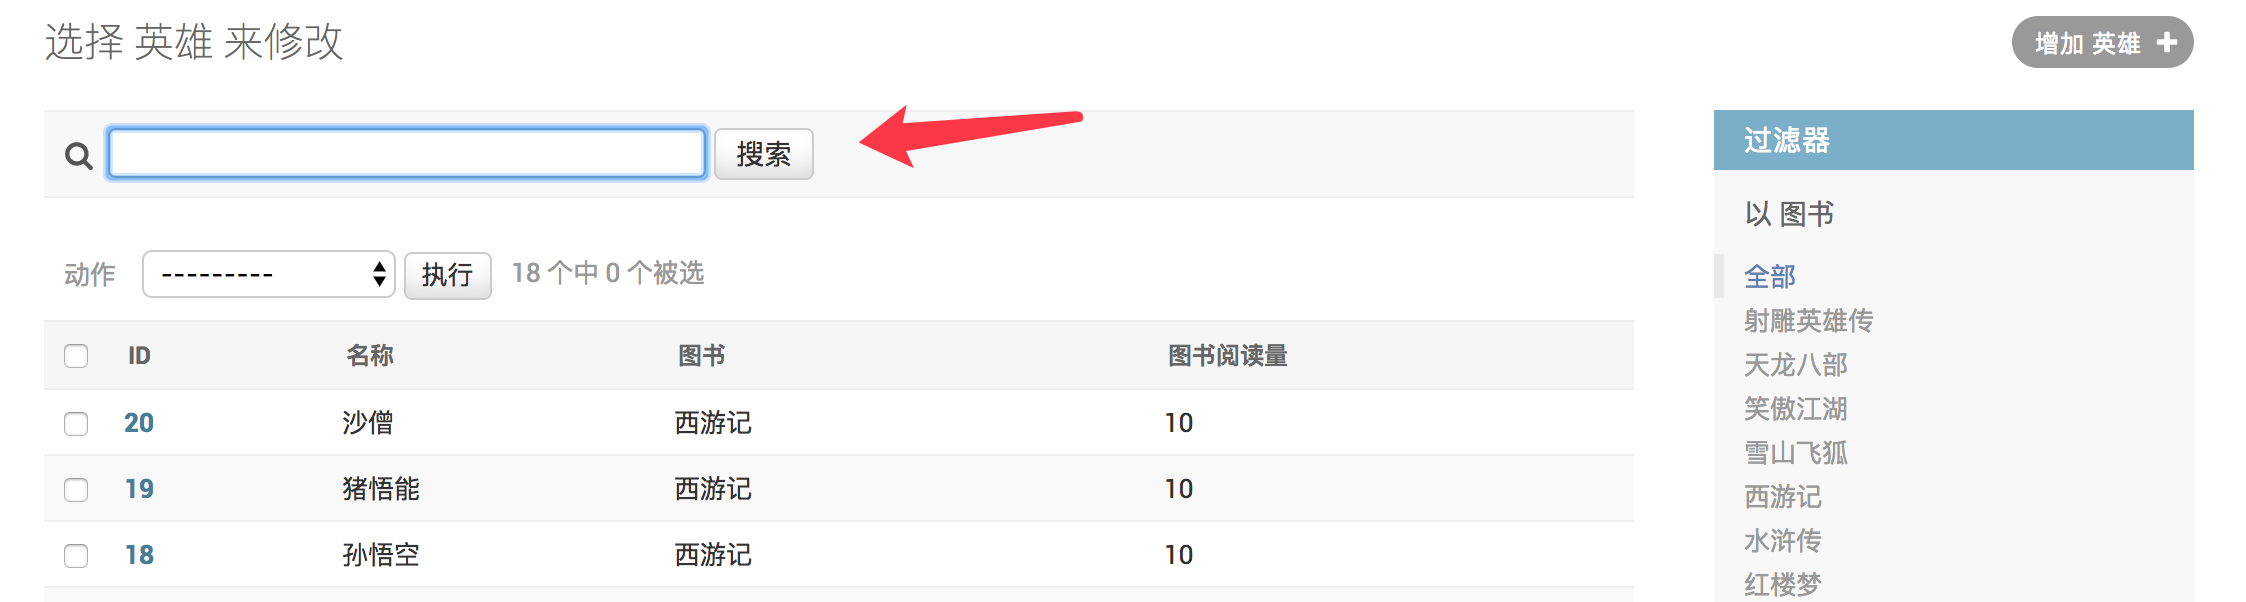 选择 英雄 来修改
增加 英雄 +
搜索
动作 --------- 执行 18 个中 0 个被选
ID 名称 图书 图书阅读量
20 沙僧 西游记 10
19 猪悟能 西游记 10
18 孙悟空 西游记 10
过滤器
以 图书
全部
射雕英雄传
天龙八部
笑傲江湖
雪山飞狐
西游记
水浒传
红楼梦